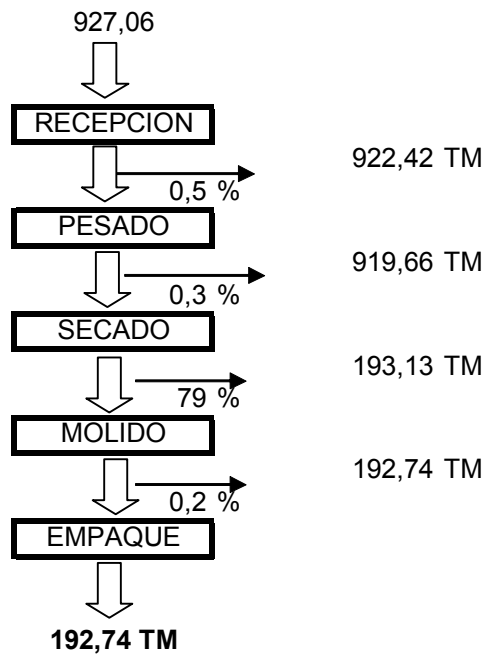 927,06
RECEPCION
922,42 TM
0,5 %
PESADO
919,66 TM
0,3 %
SECADO
193,13 TM
79 %
MOLIDO
192,74 TM
0,2 %
EMPAQUE
192,74 TM